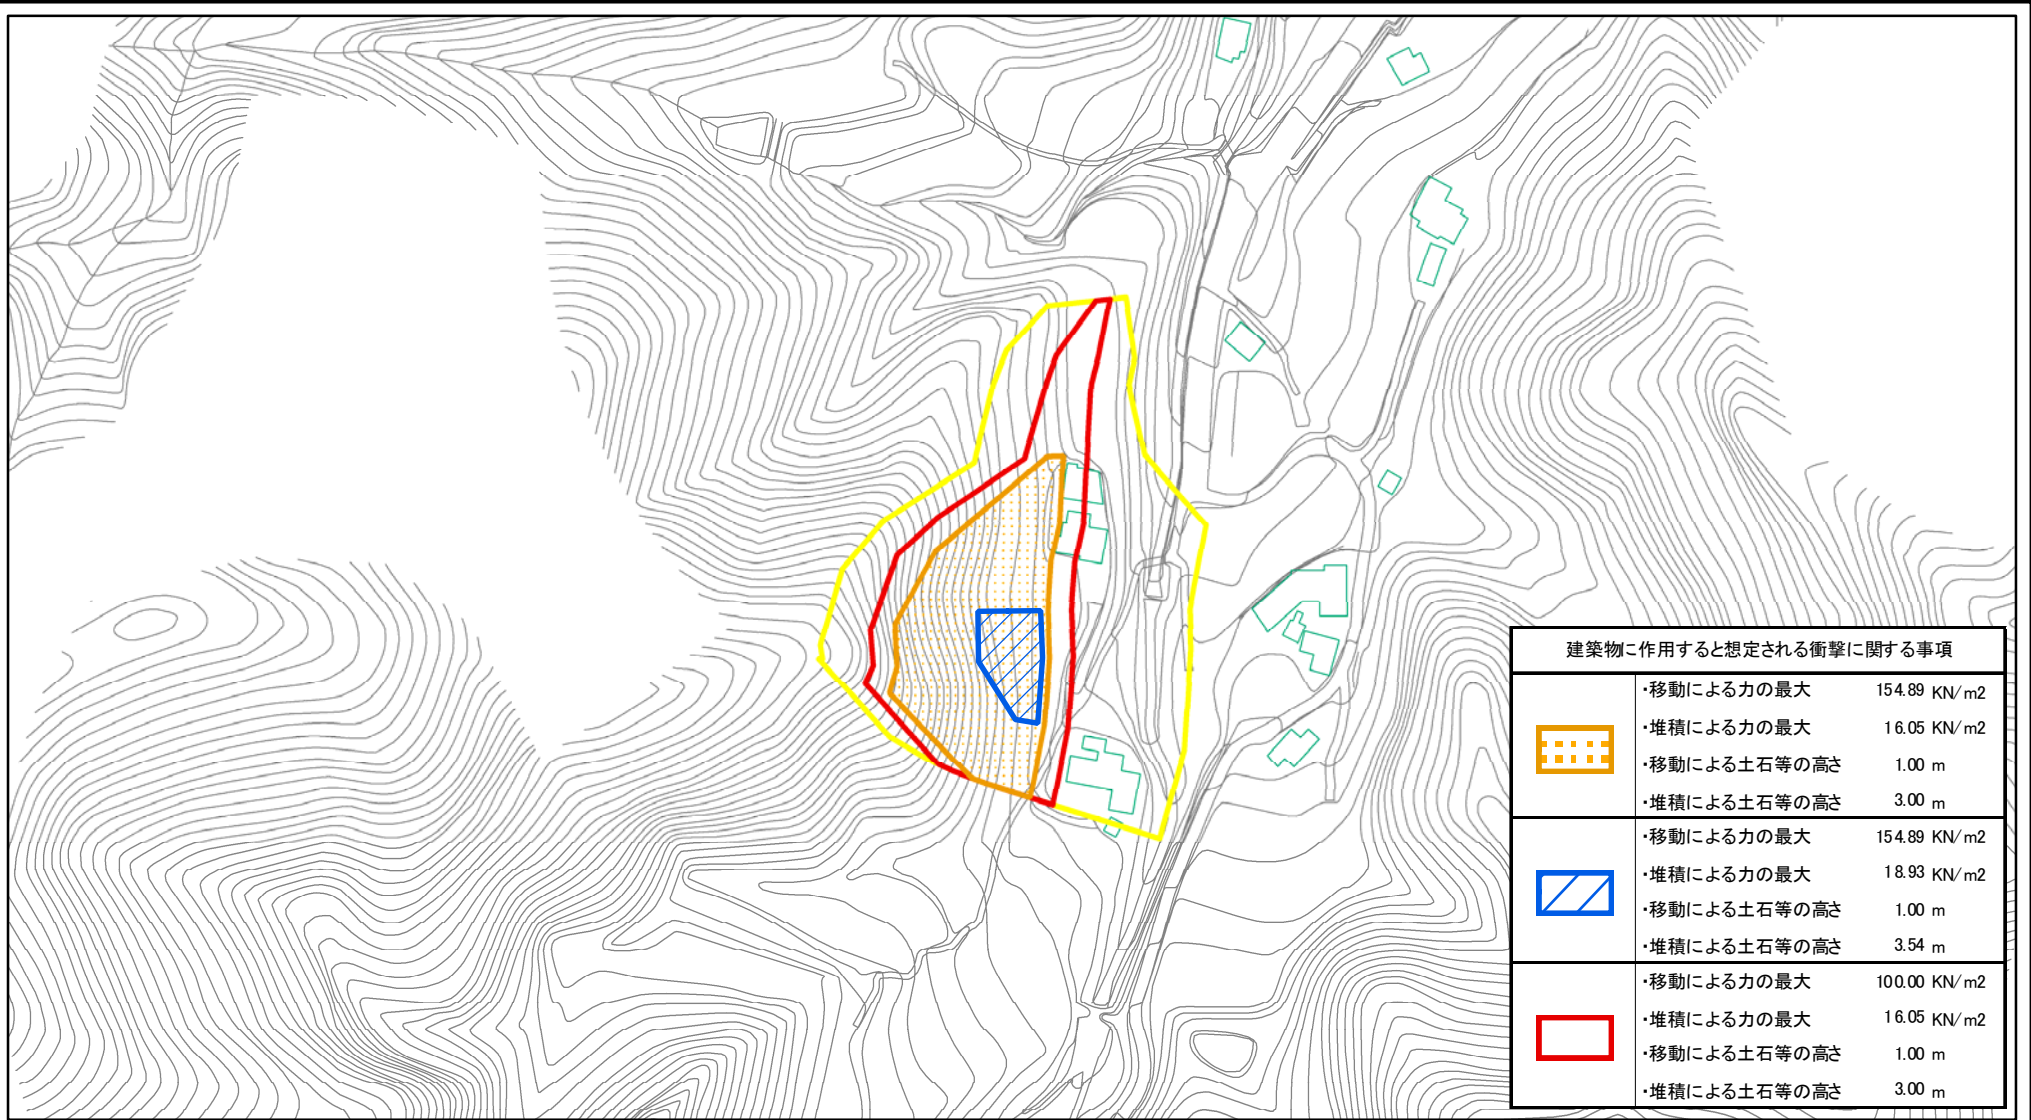 建築物に作用すると想定される衝撃に関する事項
・移動による力の最大 154.89 KN/m2
・堆積による力の最大 16.05 KN/m2
・移動による土石等の高さ 1.00 m
・堆積による土石等の高さ 3.00 m
・移動による力の最大 154.89 KN/m2
・堆積による力の最大 18.93 KN/m2
・移動による土石等の高さ 1.00 m
・堆積による土石等の高さ 3.54 m
・移動による力の最大 100.00 KN/m2
・堆積による力の最大 16.05 KN/m2
・移動による土石等の高さ 1.00 m
・堆積による土石等の高さ 3.00 m